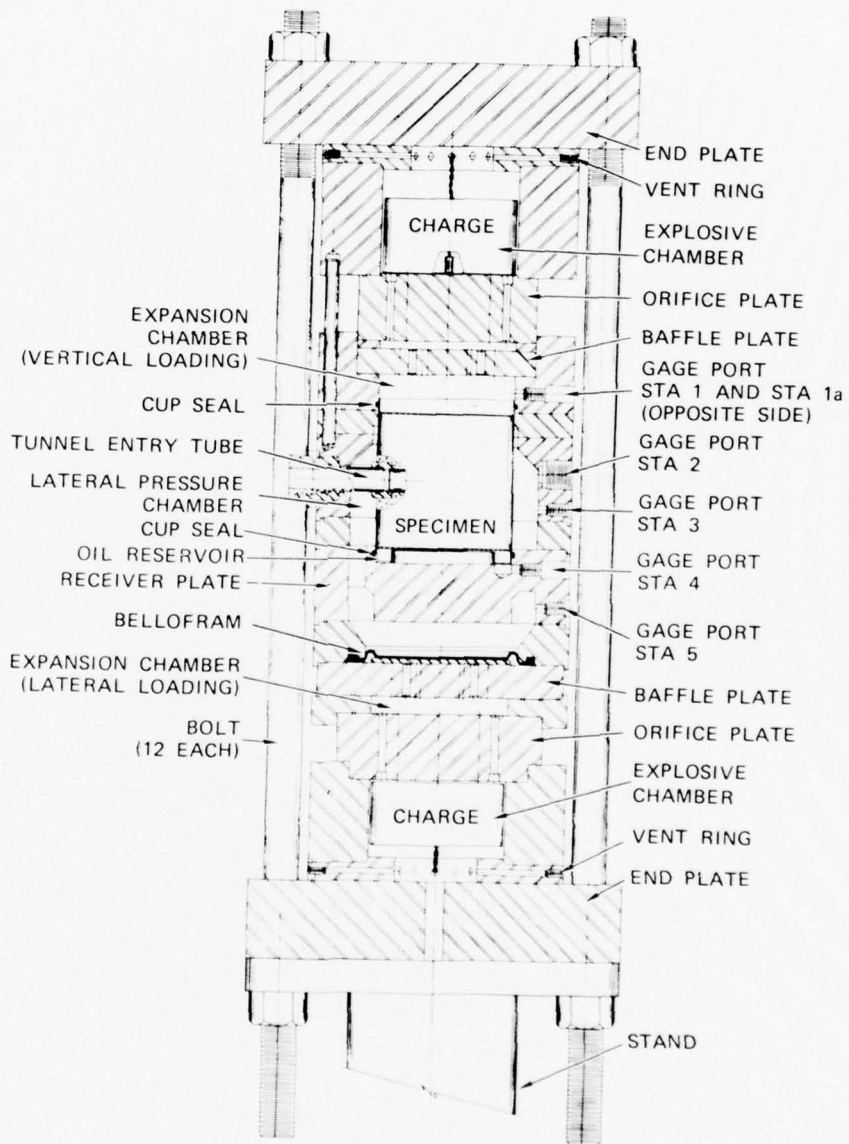 END PLATE
VENT RING
CHARGE
EXPLOSIVE
CHAMBER
ORIFICE PLATE
EXPANSION
CHAMBER
(VERTICAL LOADING)
BAFFLE PLATE
GAGE PORT
STA 1 AND STA 1a
(OPPOSITE SIDE)
CUP SEAL
TUNNEL ENTRY TUBE
GAGE PORT
STA 2
LATERAL PRESSURE
CHAMBER
GAGE PORT
STA 3
SPECIMEN
CUP SEAL
OIL RESERVOIR
RECEIVER PLATE
GAGE PORT
STA 4
BELLOFRAM
GAGE PORT
STA 5
EXPANSION CHAMBER
(LATERAL LOADING)
BAFFLE PLATE
BOLT
(12 EACH)
ORIFICE PLATE
EXPLOSIVE
CHAMBER
CHARGE
VENT RING
END PLATE
STAND